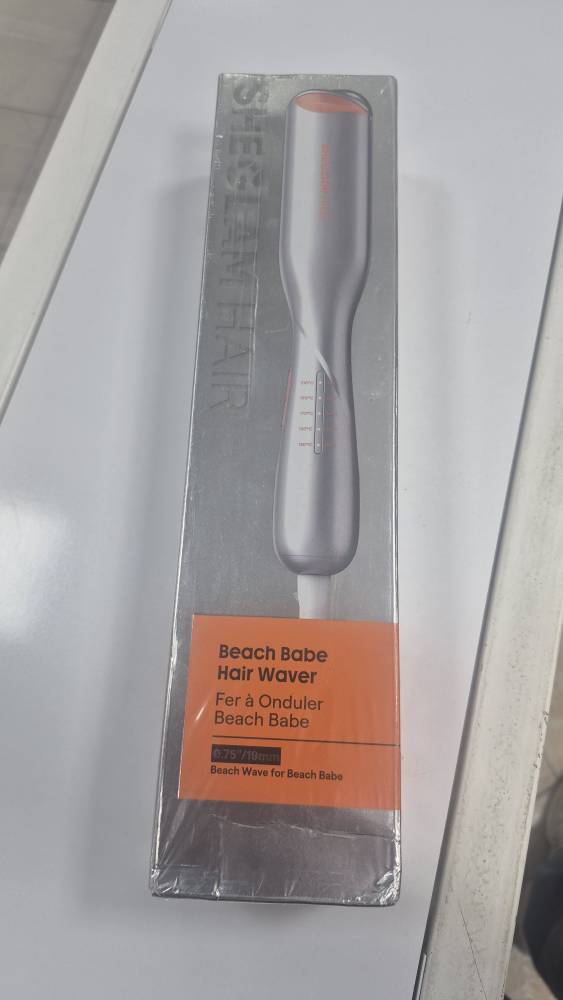 SHEGLAM HAIR
Beach Babe
Hair Waver
Fer à Onduler
Beach Babe
0.75"/19mm
Beach Wave for Beach Babe